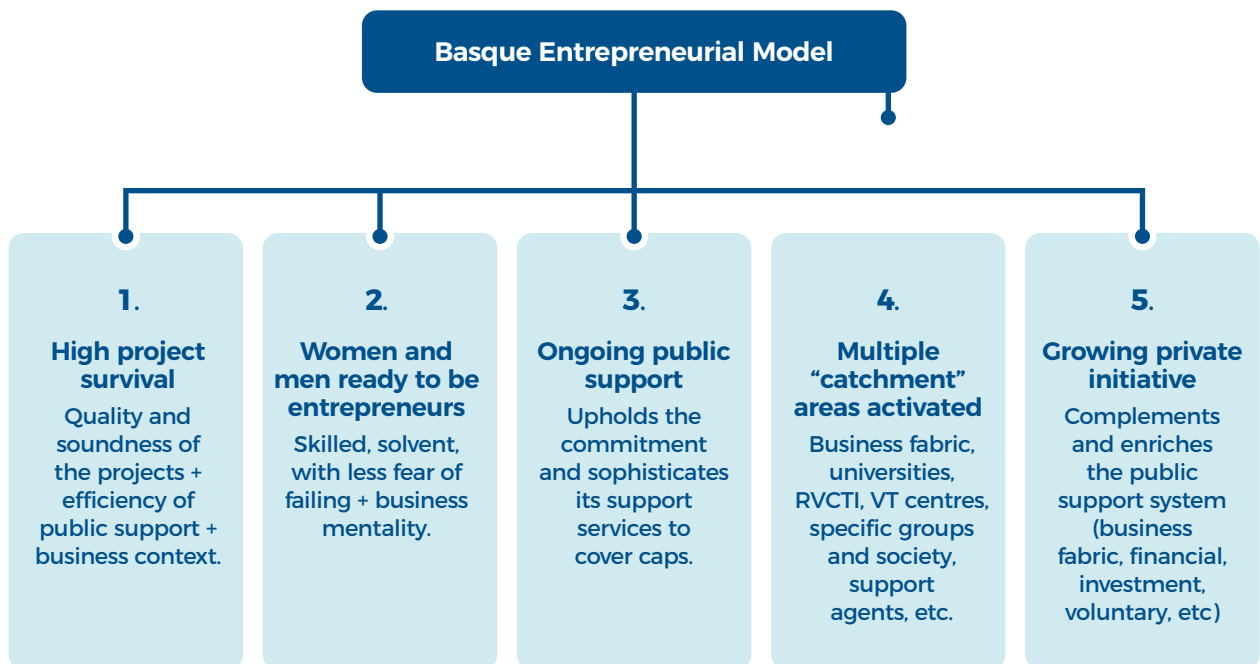 Basque Entrepreneurial Model
1.
High project
survival
Quality and
soundness of
the projects +
efficiency of
public support +
business context.
2.
Women and
men ready to be
entrepreneurs
Skilled, solvent,
with less fear of
failing + business
mentality.
3.
Ongoing public
support
Upholds the
commitment
and sophisticates
its support
services to
cover caps.
4.
Multiple
“catchment”
areas activated
Business fabric,
universities,
RVCTI, VT centres,
specific groups
and society,
support
agents, etc.
5.
Growing private
initiative
Complements
and enriches
the public
support system
(business
fabric, financial,
investment,
voluntary, etc)